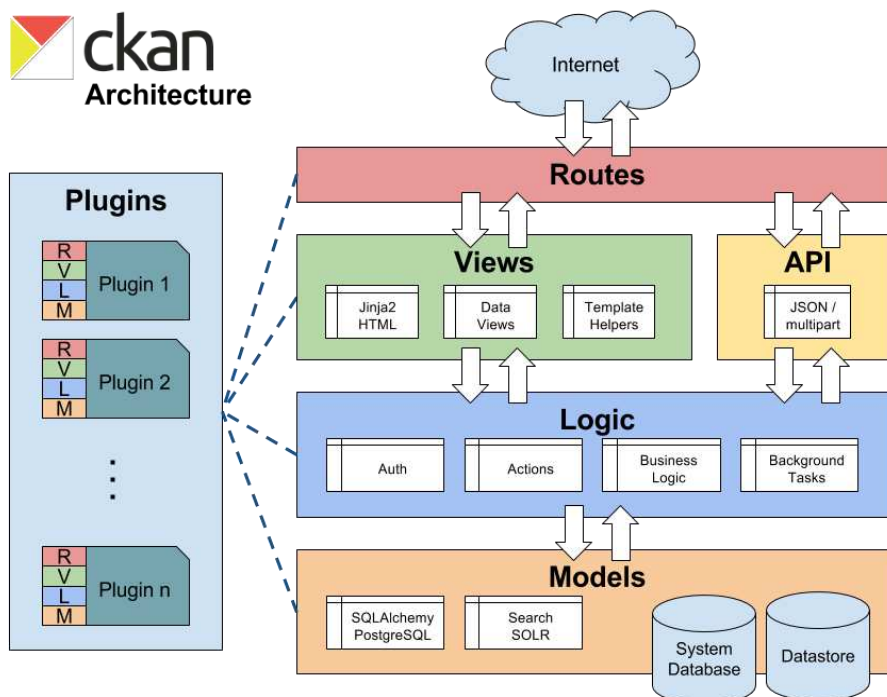 ckan
Architecture
Internet
Plugins
R
V
L
M
Plugin 1
R
V
L
M
Plugin 2
R
V
L
M
Plugin n
Routes
Views
Jinja2
HTML
Data
Views
Template
Helpers
API
JSON /
multipart
Logic
Auth
Actions
Business
Logic
Background
Tasks
Models
SQLAlchemy
PostgreSQL
Search
SOLR
System
Database
Datastore